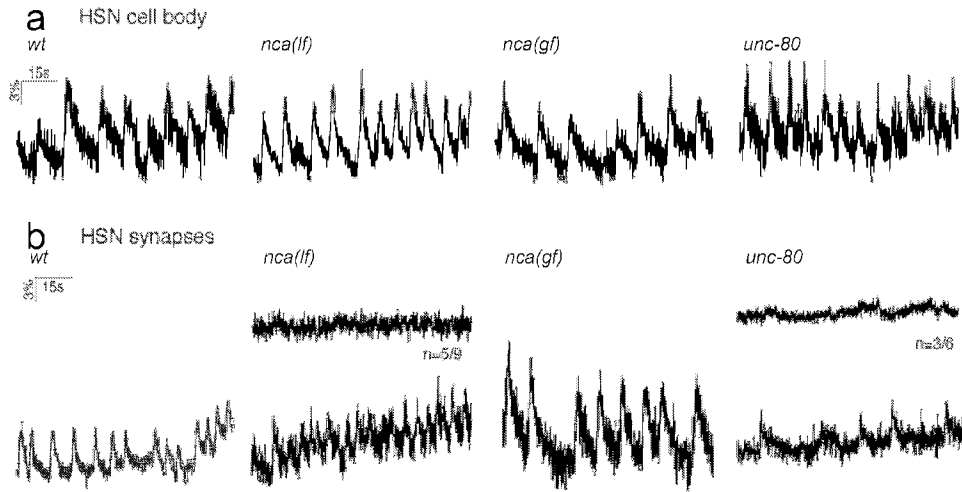 a HSN cell body
wt nca(lf) nca(gf) unc-80
15s
3%
b HSN synapses
wt nca(lf) nca(gf) unc-80
15s
3%
n=5/9 n=3/6